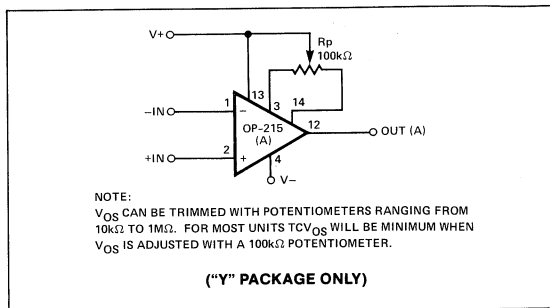 V+
Rp
100kΩ
13
3
14
1
–IN
–
OP-215
(A)
12
OUT (A)
2
+IN
+
4
V–
NOTE:
VOS CAN BE TRIMMED WITH POTENTIOMETERS RANGING FROM
10kΩ TO 1MΩ. FOR MOST UNITS TCVOS WILL BE MINIMUM WHEN
VOS IS ADJUSTED WITH A 100kΩ POTENTIOMETER.
("Y" PACKAGE ONLY)